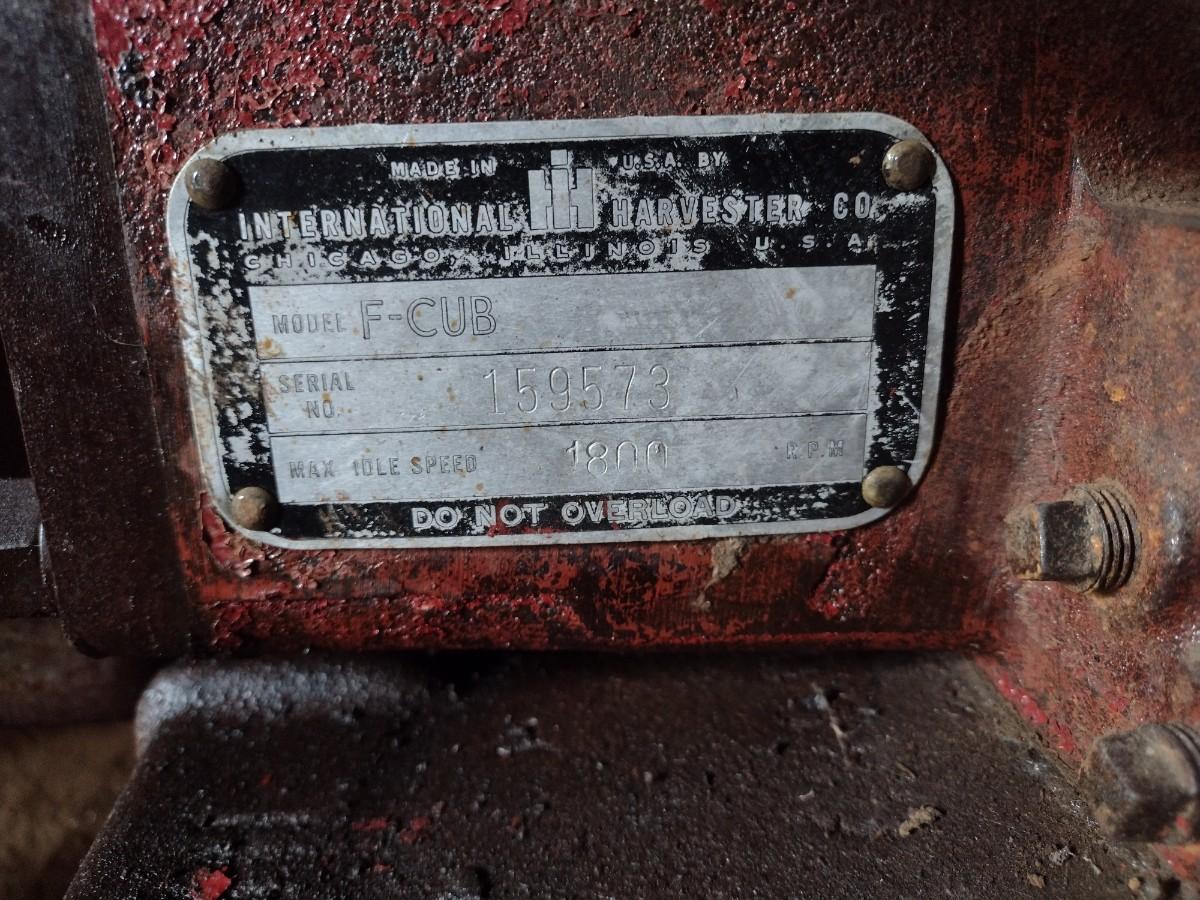 MADE IN IH U.S.A. BY
INTERNATIONAL HARVESTER CO.
CHICAGO, ILLINOIS U.S.A.
MODEL F-CUB
SERIAL NO. 159573
MAX IDLE SPEED 1800 R.P.M
DO NOT OVERLOAD